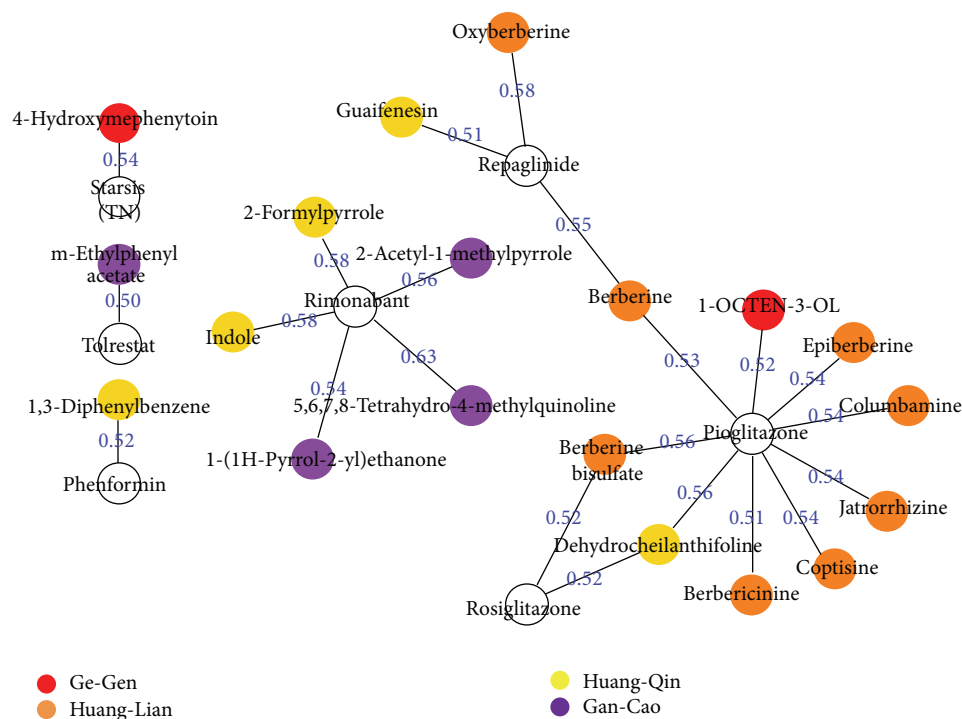 Oxyberberine
0.58
Guaifenesin
0.51
Repaglinide
4-Hydroxymephenytoin
0.54
Starsis
(TN)
2-Formylpyrrole
0.58
2-Acetyl-1-methylpyrrole
0.56
0.55
m-Ethylphenyl
acetate
0.50
Tolrestat
Rimonabant
0.58
Indole
0.63
0.54
5,6,7,8-Tetrahydro-4-methylquinoline
1-(1H-Pyrrol-2-yl)ethanone
1,3-Diphenylbenzene
0.52
Phenformin
Berberine
0.53
1-OCTEN-3-OL
0.52
Epiberberine
0.54
Columbamine
0.54
Pioglitazone
0.56
Berberine
bisulfate
0.54
Jatrorrhizine
0.56
0.51
0.54
0.52
Dehydrocheilanthifoline
Coptisine
0.52
Berbericinine
Rosiglitazone
Ge-Gen
Huang-Lian
Huang-Qin
Gan-Cao